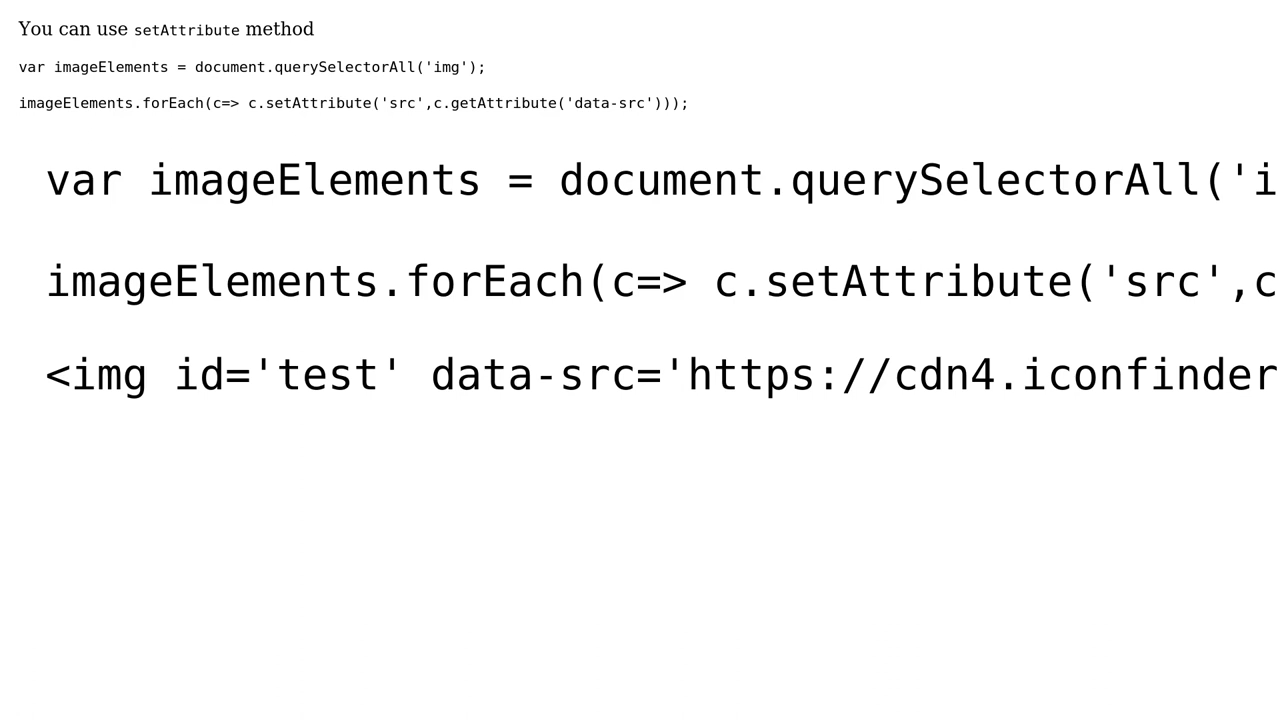 You can use setAttribute method
var imageElements = document.querySelectorAll('img');
imageElements.forEach(c=> c.setAttribute('src',c.getAttribute('data-src')));
var imageElements = document.querySelectorAll('i
imageElements.forEach(c=> c.setAttribute('src',c
<img id='test' data-src='https://cdn4.iconfinder